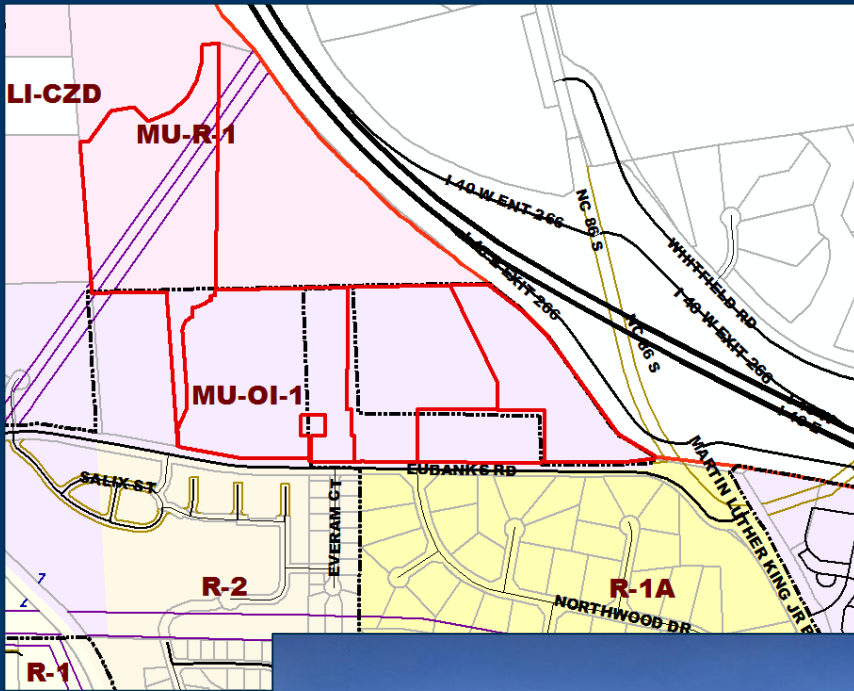 LI-CZD
MU-R-1
I 40 W ENT 266
NC 86 S
WHITFIELD RD
I 40 E EXIT 266
I 40 W EXIT 266
NC 86 S
MU-OI-1
I 40 E
EUBANKS RD
MARTIN LUTHER KING JR B
SALIX ST
EVERAM CT
R-2
R-1A
NORTHWOOD DR
R-1